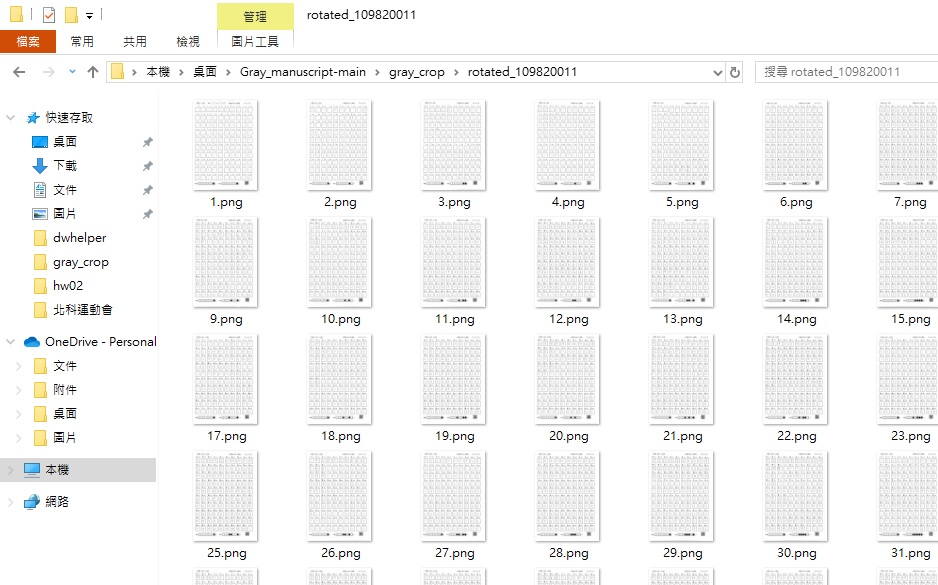 管理
rotated_109820011
檔案
常用
共用
檢視
圖片工具
本機
桌面
Gray_manuscript-main
gray_crop
rotated_109820011
搜尋 rotated_109820011
快速存取
桌面
下載
文件
圖片
dwhelper
gray_crop
hw02
北科運動會
OneDrive - Personal
文件
附件
桌面
圖片
本機
網路
1.png
2.png
3.png
4.png
5.png
6.png
7.png
9.png
10.png
11.png
12.png
13.png
14.png
15.png
17.png
18.png
19.png
20.png
21.png
22.png
23.png
25.png
26.png
27.png
28.png
29.png
30.png
31.png